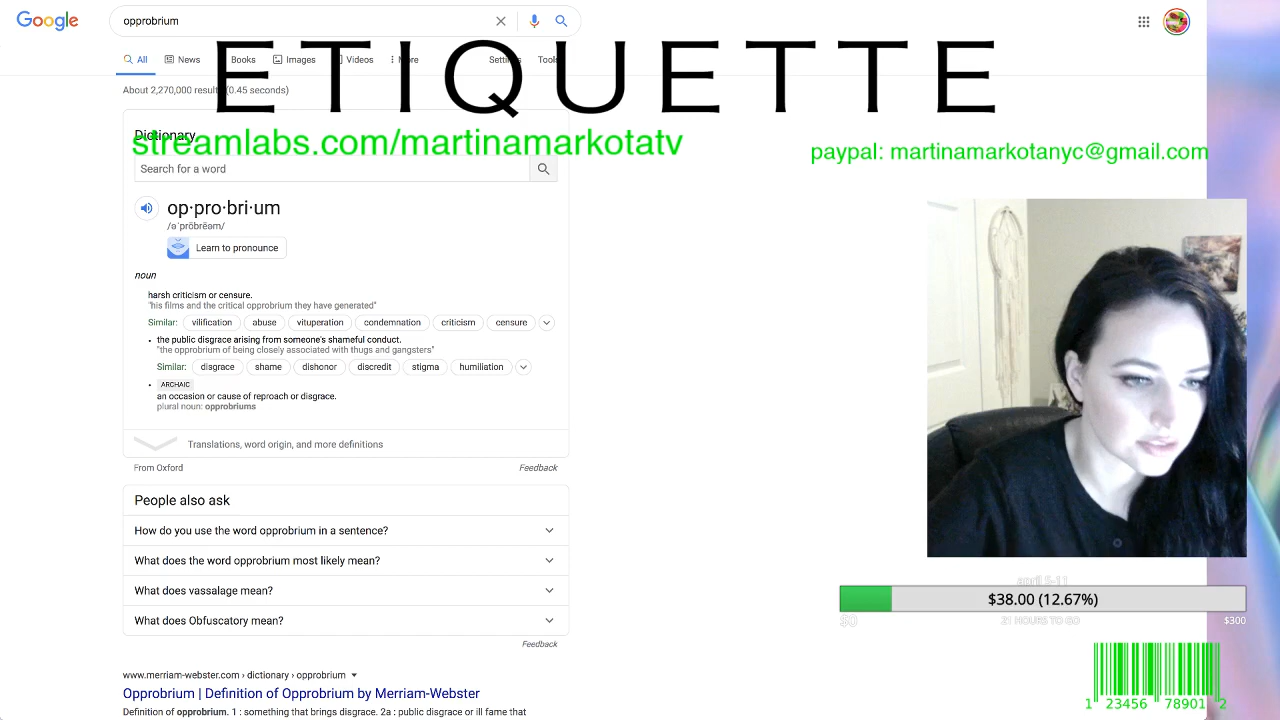 Google
opprobrium
All
News
Books
Images
Videos
More
Settings
Tools
ETIQUETTE
About 2,270,000 results (0.45 seconds)
Dictionary
streamlabs.com/martinamarkotatv
paypal: martinamarkotanyc@gmail.com
Search for a word
op·pro·bri·um
/əˈprōbrēəm/
Learn to pronounce
noun
harsh criticism or censure.
"his films and the critical opprobrium they have generated"
Similar: vilification abuse vituperation condemnation criticism censure
• the public disgrace arising from someone's shameful conduct.
"the opprobrium of being closely associated with thugs and gangsters"
Similar: disgrace shame dishonor discredit stigma humiliation
• ARCHAIC
an occasion or cause of reproach or disgrace.
plural noun: opprobriums
Translations, word origin, and more definitions
From Oxford
Feedback
People also ask
How do you use the word opprobrium in a sentence?
What does the word opprobrium most likely mean?
What does vassalage mean?
What does Obfuscatory mean?
Feedback
www.merriam-webster.com › dictionary › opprobrium
Opprobrium | Definition of Opprobrium by Merriam-Webster
Definition of opprobrium. 1 : something that brings disgrace. 2a : public disgrace or ill fame that
april 5-11
$38.00 (12.67%)
$0
21 HOURS TO GO
$300
1 23456 78901 2